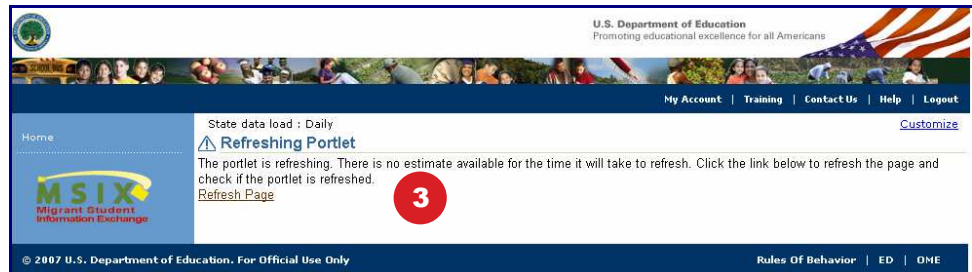 U.S. Department of Education
Promoting educational excellence for all Americans
SCHOOL BUS
My Account | Training | Contact Us | Help | Logout
Home
State data load : Daily
Customize
Refreshing Portlet
The portlet is refreshing. There is no estimate available for the time it will take to refresh. Click the link below to refresh the page and
check if the portlet is refreshed.
Refresh Page
3
MSIX
Migrant Student
Information Exchange
© 2007 U.S. Department of Education. For Official Use Only
Rules Of Behavior | ED | OME